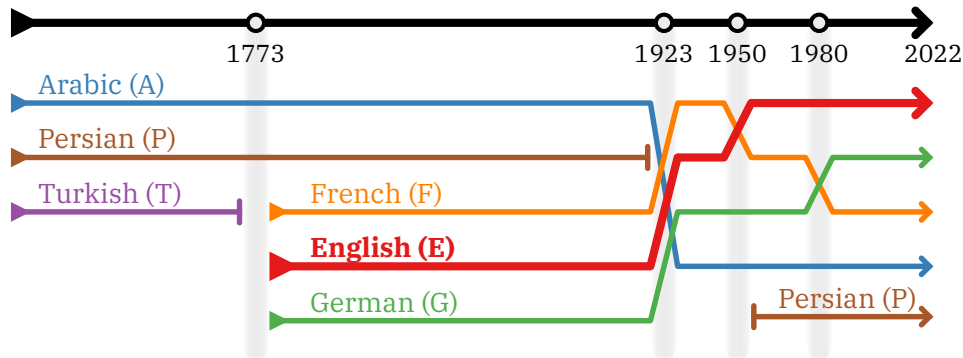 1773 1923 1950 1980 2022
Arabic (A)
Persian (P)
Turkish (T) French (F)
English (E)
German (G) Persian (P)